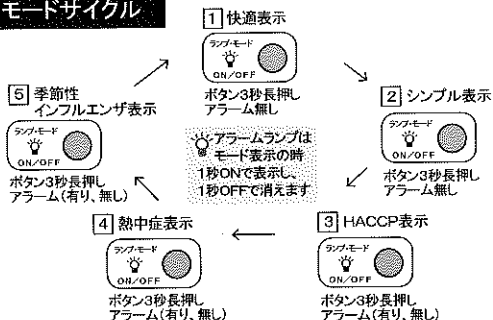 モードサイクル
1 快適表示
ランプ・モード
ON/OFF
ボタン3秒長押し
アラーム無し
2 シンプル表示
ランプ・モード
ON/OFF
ボタン3秒長押し
アラーム無し
3 HACCP表示
ランプ・モード
ON/OFF
ボタン3秒長押し
アラーム(有り、無し)
4 熱中症表示
ランプ・モード
ON/OFF
ボタン3秒長押し
アラーム(有り、無し)
5 季節性
インフルエンザ表示
ランプ・モード
ON/OFF
ボタン3秒長押し
アラーム(有り、無し)
アラームランプは
モード表示の時
1秒ONで表示し、
1秒OFFで消えます